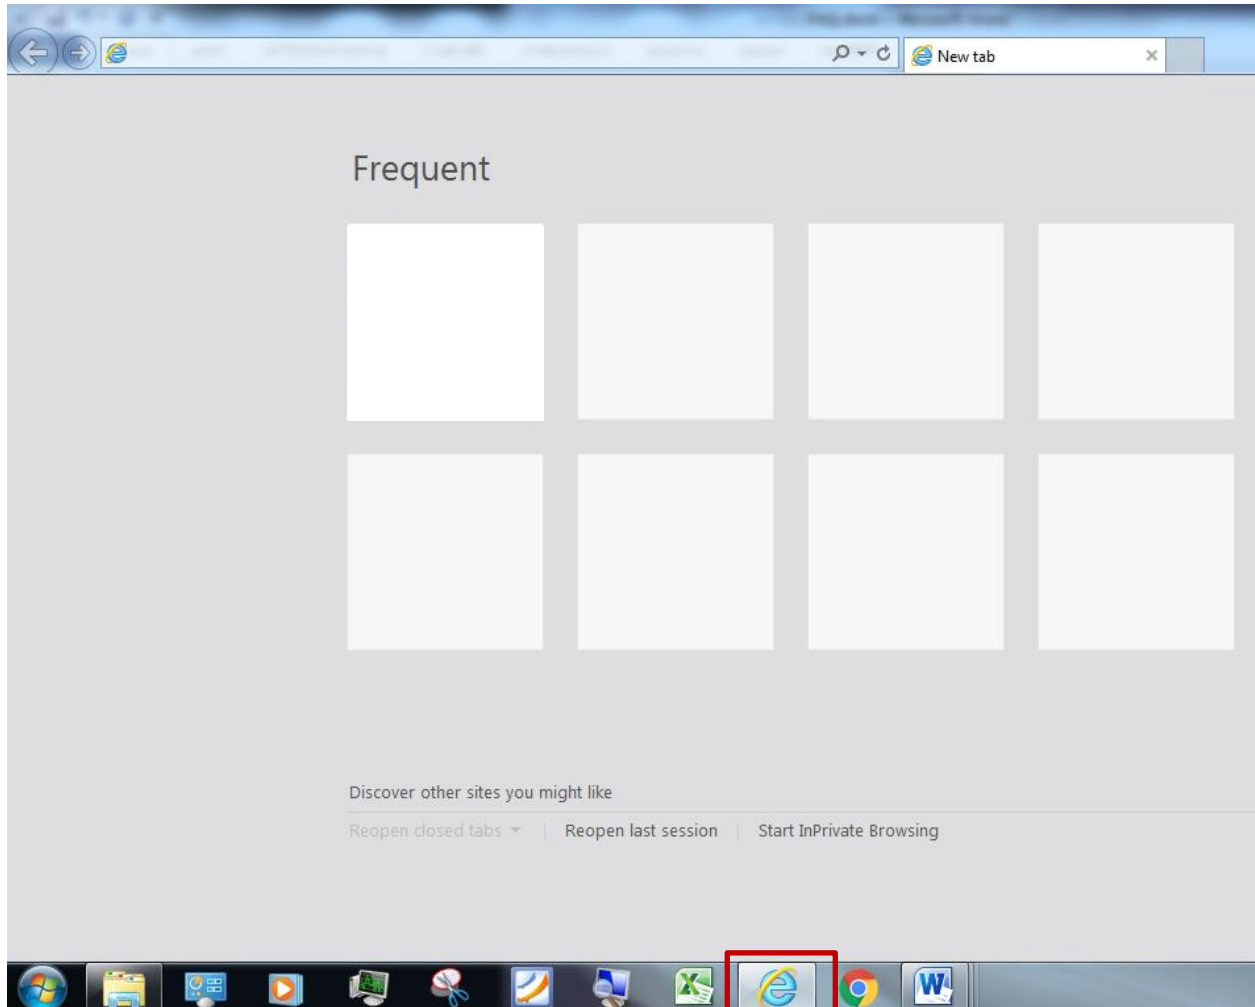 New tab
Frequent
Discover other sites you might like
Reopen closed tabs | Reopen last session | Start InPrivate Browsing